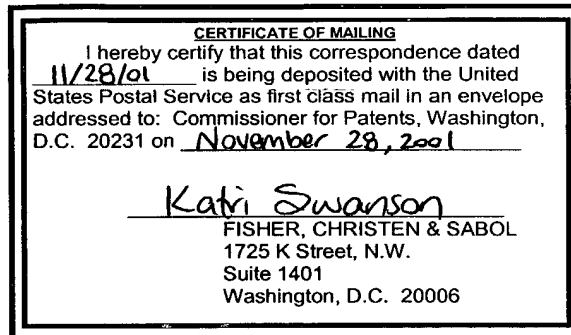 CERTIFICATE OF MAILING
I hereby certify that this correspondence dated
11/28/01 is being deposited with the United
States Postal Service as first class mail in an envelope
addressed to: Commissioner for Patents, Washington,
D.C. 20231 on November 28, 2001
Katri Swanson
FISHER, CHRISTEN & SABOL
1725 K Street, N.W.
Suite 1401
Washington, D.C. 20006